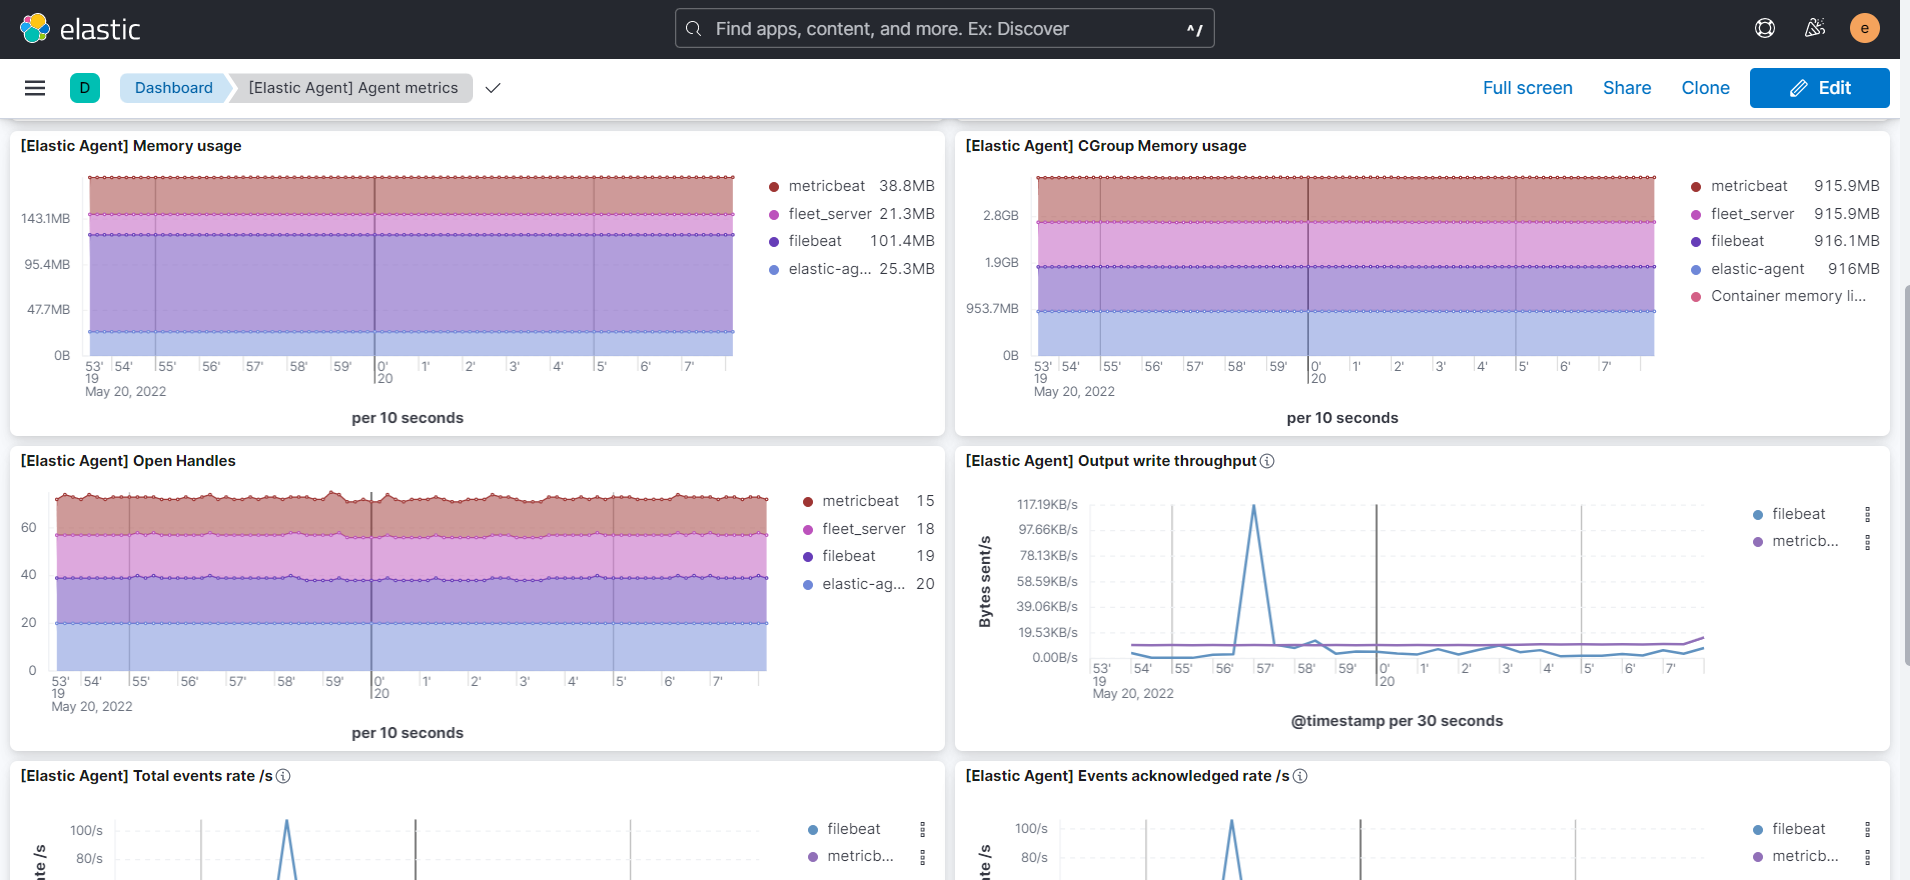 elastic
Find apps, content, and more. Ex: Discover
^/
e
D
Dashboard
[Elastic Agent] Agent metrics
Full screen
Share
Clone
Edit
[Elastic Agent] Memory usage
143.1MB
95.4MB
47.7MB
0B
53' 54' 55' 56' 57' 58' 59' 0' 1' 2' 3' 4' 5' 6' 7'
19 20
May 20, 2022
per 10 seconds
metricbeat 38.8MB
fleet_server 21.3MB
filebeat 101.4MB
elastic-ag... 25.3MB
[Elastic Agent] CGroup Memory usage
2.8GB
1.9GB
953.7MB
0B
53' 54' 55' 56' 57' 58' 59' 0' 1' 2' 3' 4' 5' 6' 7'
19 20
May 20, 2022
per 10 seconds
metricbeat 915.9MB
fleet_server 915.9MB
filebeat 916.1MB
elastic-agent 916MB
Container memory li...
[Elastic Agent] Open Handles
60
40
20
0
53' 54' 55' 56' 57' 58' 59' 0' 1' 2' 3' 4' 5' 6' 7'
19 20
May 20, 2022
per 10 seconds
metricbeat 15
fleet_server 18
filebeat 19
elastic-ag... 20
[Elastic Agent] Output write throughput
Bytes sent/s
117.19KB/s
97.66KB/s
78.13KB/s
58.59KB/s
39.06KB/s
19.53KB/s
0.00B/s
53' 54' 55' 56' 57' 58' 59' 0' 1' 2' 3' 4' 5' 6' 7'
19 20
May 20, 2022
@timestamp per 30 seconds
filebeat
metricb...
[Elastic Agent] Total events rate /s
100/s
80/s
filebeat
metricb...
[Elastic Agent] Events acknowledged rate /s
100/s
80/s
filebeat
metricb...